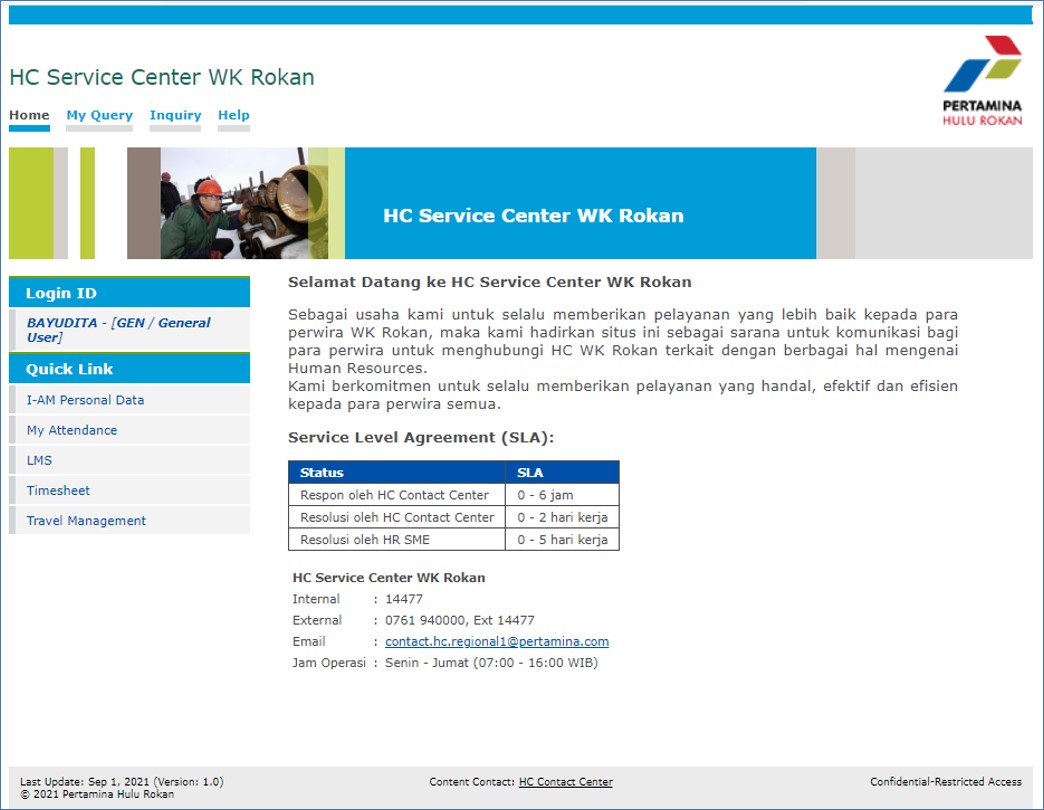 HC Service Center WK Rokan
PERTAMINA
HULU ROKAN
Home My Query Inquiry Help
HC Service Center WK Rokan
Login ID
BAYUDITA - [GEN / General
User]
Quick Link
I-AM Personal Data
My Attendance
LMS
Timesheet
Travel Management
Selamat Datang ke HC Service Center WK Rokan
Sebagai usaha kami untuk selalu memberikan pelayanan yang lebih baik kepada para
perwira WK Rokan, maka kami hadirkan situs ini sebagai sarana untuk komunikasi bagi
para perwira untuk menghubungi HC WK Rokan terkait dengan berbagai hal mengenai
Human Resources.
Kami berkomitmen untuk selalu memberikan pelayanan yang handal, efektif dan efisien
kepada para perwira semua.
Service Level Agreement (SLA):
Status SLA
Respon oleh HC Contact Center 0 - 6 jam
Resolusi oleh HC Contact Center 0 - 2 hari kerja
Resolusi oleh HR SME 0 - 5 hari kerja
HC Service Center WK Rokan
Internal : 14477
External : 0761 940000, Ext 14477
Email : contact.hc.regional1@pertamina.com
Jam Operasi : Senin - Jumat (07:00 - 16:00 WIB)
Last Update: Sep 1, 2021 (Version: 1.0)
© 2021 Pertamina Hulu Rokan
Content Contact: HC Contact Center
Confidential-Restricted Access